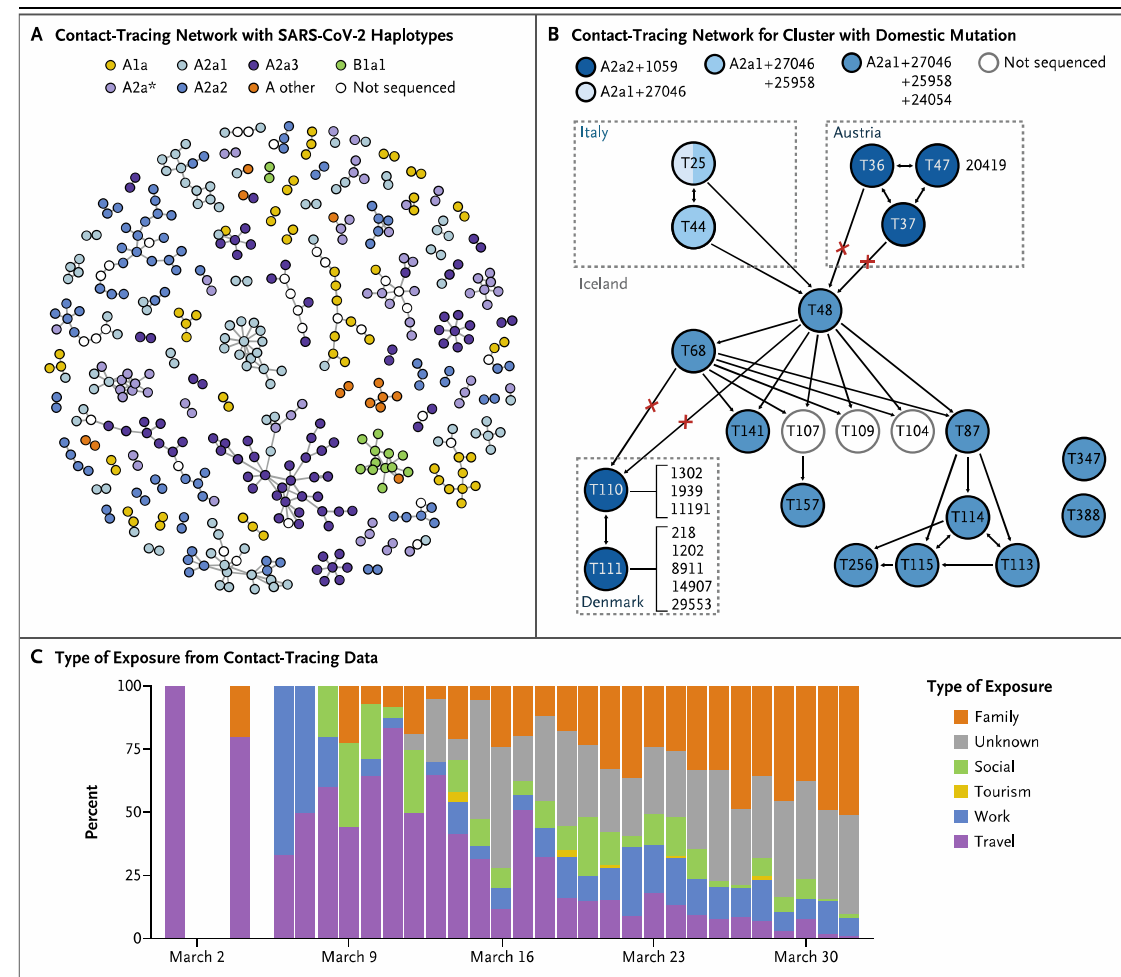 A Contact-Tracing Network with SARS-CoV-2 Haplotypes
A1a
A2a1
A2a3
B1a1
A2a*
A2a2
A other
Not sequenced
B Contact-Tracing Network for Cluster with Domestic Mutation
A2a2+1059
A2a1+27046
+25958
A2a1+27046
+25958
+24054
Not sequenced
A2a1+27046
Italy
Austria
T25
T36
T47
20419
T44
T37
Iceland
T48
T68
T141
T107
T109
T104
T87
T347
T110
1302
1939
11191
T157
T114
T388
T111
218
1202
8911
14907
29553
T256
T115
T113
Denmark
C Type of Exposure from Contact-Tracing Data
Percent
100
75
50
25
0
March 2
March 9
March 16
March 23
March 30
Type of Exposure
Family
Unknown
Social
Tourism
Work
Travel